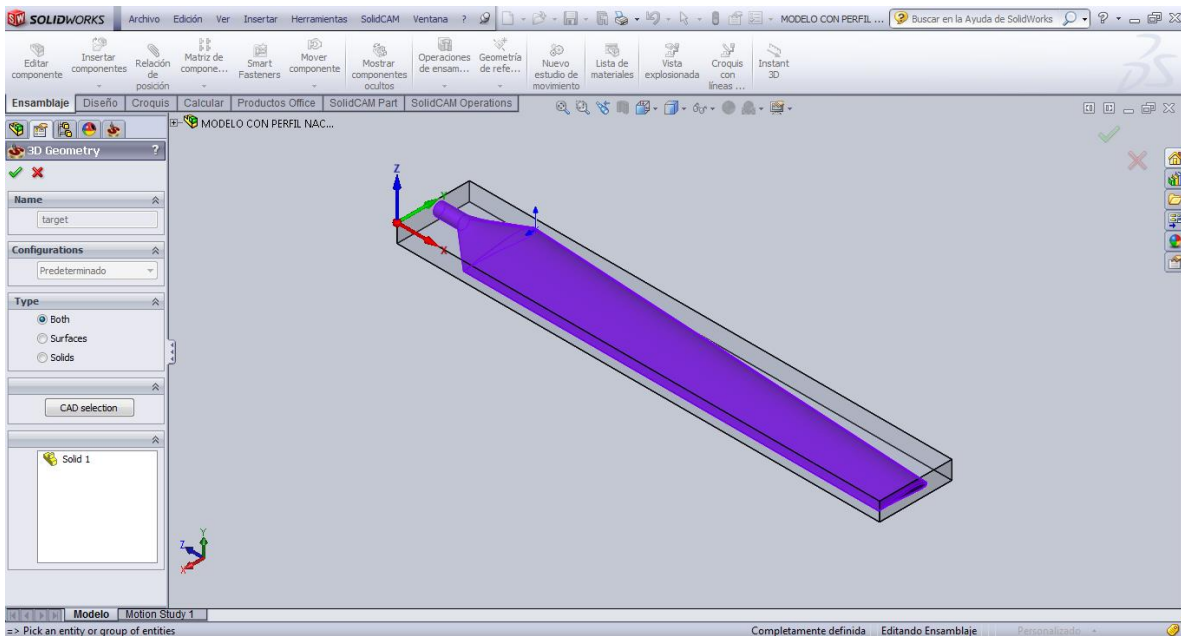 SOLIDWORKS Archivo Edición Ver Insertar Herramientas SolidCAM Ventana ? MODELO CON PERFIL ... Buscar en la Ayuda de SolidWorks ?
Editar componente
Insertar componentes
Relación de posición
Matriz de compone...
Smart Fasteners
Mover componente
Mostrar componentes ocultos
Operaciones de ensam...
Geometría de refe...
Nuevo estudio de movimiento
Lista de materiales
Vista explosionada
Croquis con líneas ...
Instant 3D
Ensamblaje Diseño Croquis Calcular Productos Office SolidCAM Part SolidCAM Operations
MODELO CON PERFIL NAC...
3D Geometry ?
Name
target
Configurations
Predeterminado
Type
Both
Surfaces
Solids
CAD selection
Solid 1
Z
Y
X
Y
Z
X
Modelo Motion Study 1
=> Pick an entity or group of entities Completamente definida Editando Ensamblaje Personalizado